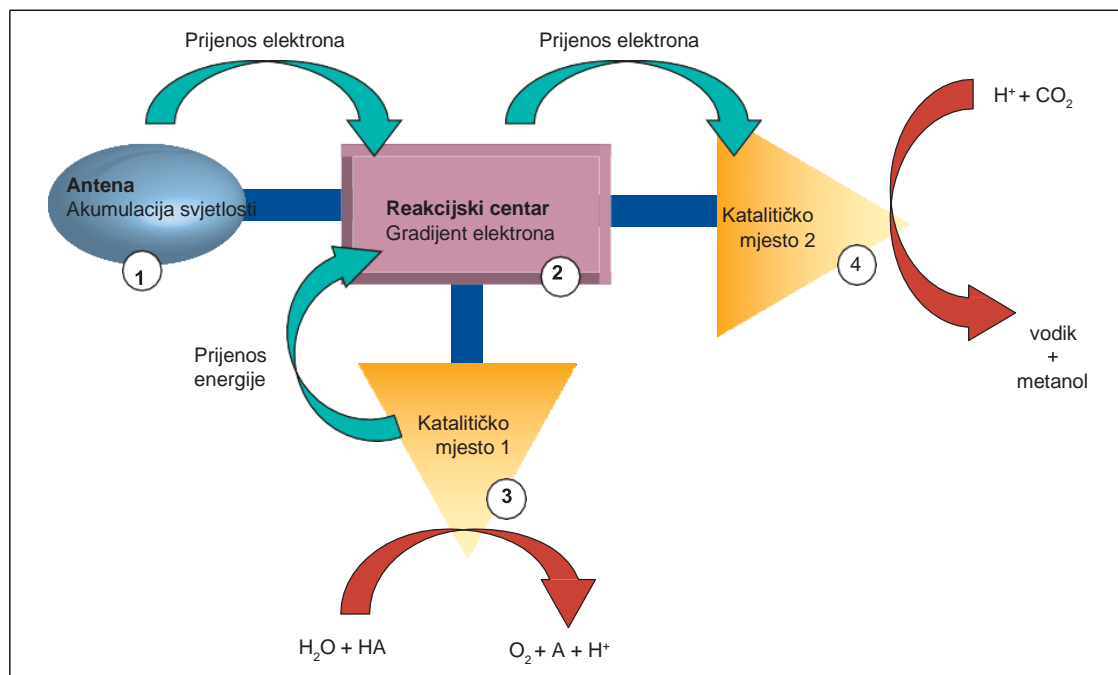 Prijenos elektrona
Prijenos elektrona
H⁺ + CO₂
Antena
Akumulacija svjetlosti
1
Reakcijski centar
Gradijent elektrona
2
Katalitičko
mjesto 2
4
Prijenos
energije
vodik
+
metanol
Katalitičko
mjesto 1
3
H₂O + HA
O₂ + A + H⁺